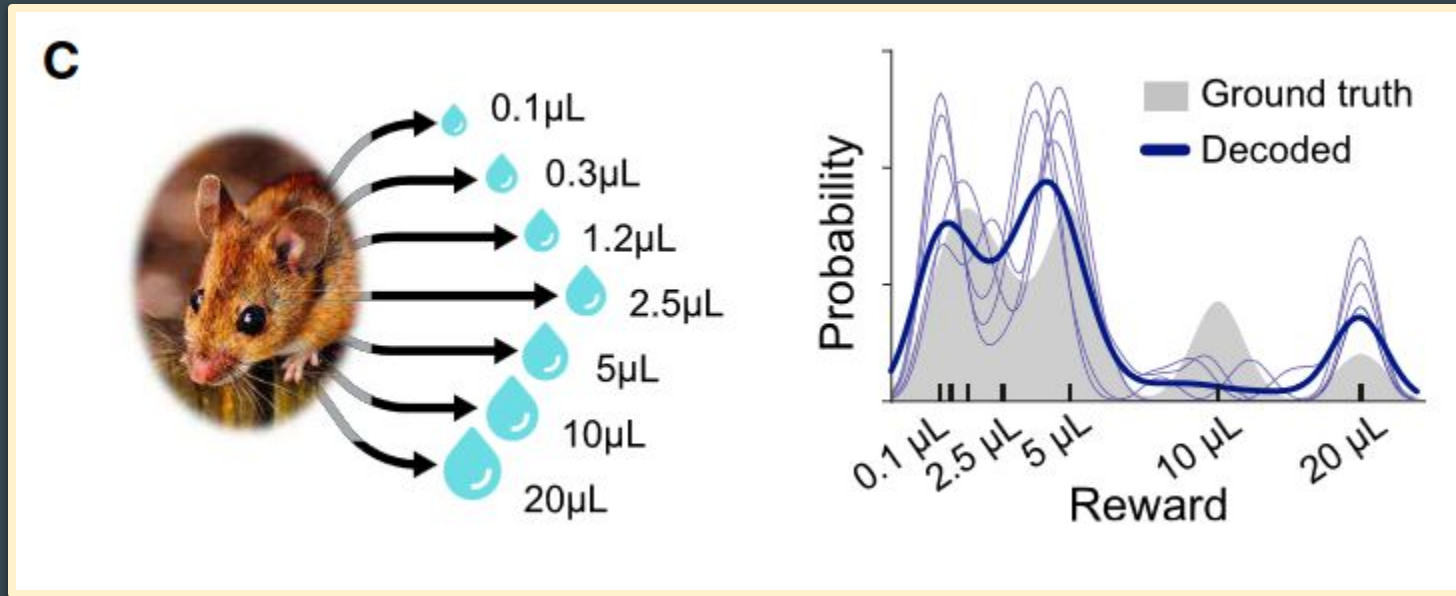 C
0.1µL
0.3µL
1.2µL
2.5µL
5µL
10µL
20µL
Probability
Ground truth
Decoded
0.1 µL
2.5 µL
5 µL
10 µL
20 µL
Reward